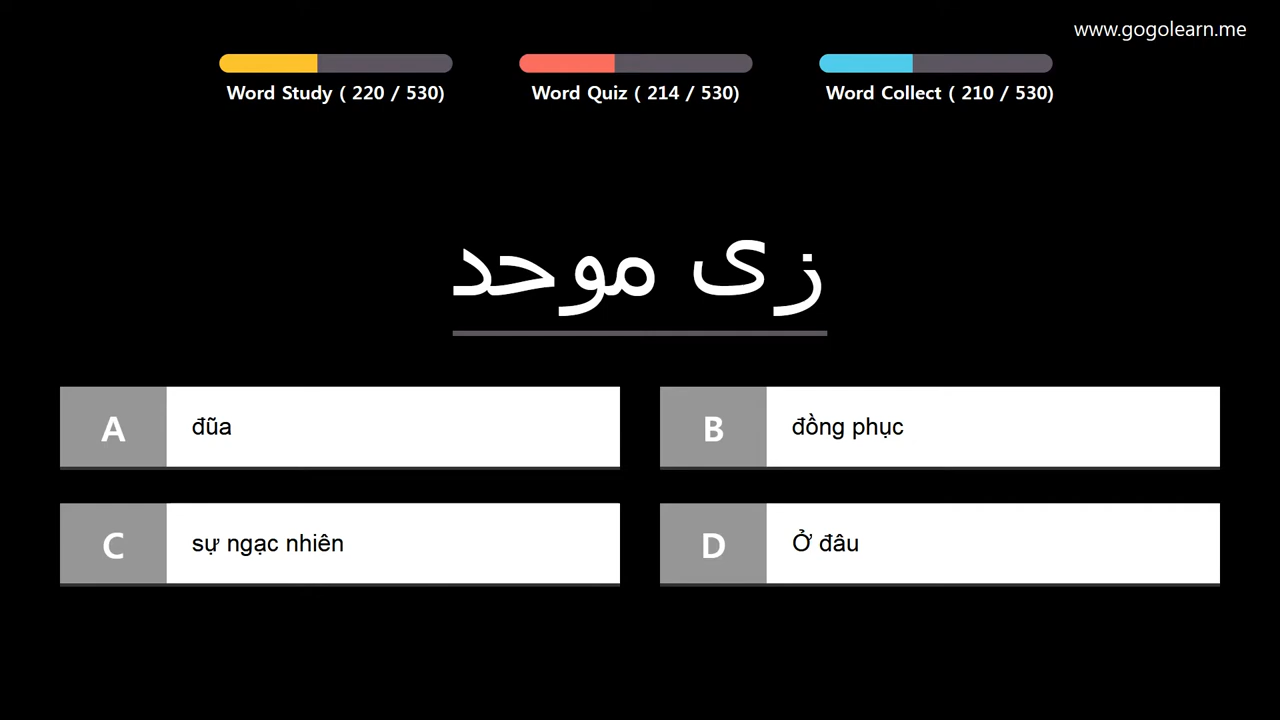 www.gogolearn.me
Word Study ( 220 / 530)
Word Quiz ( 214 / 530)
Word Collect ( 210 / 530)
زى موحد
A đũa
B đồng phục
C sự ngạc nhiên
D Ở đâu